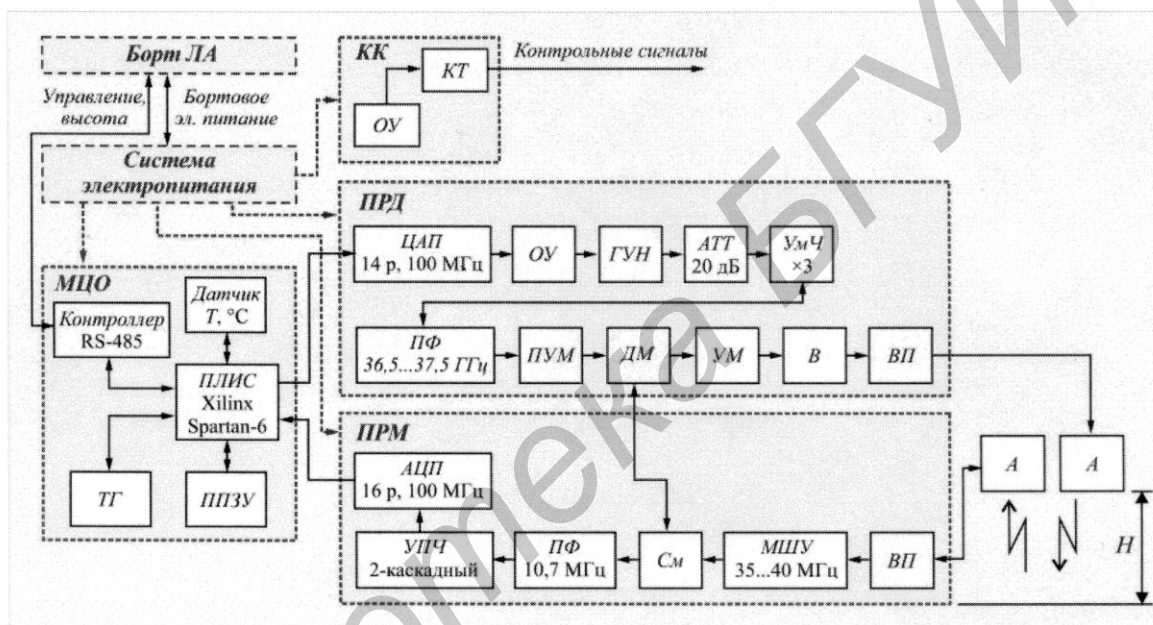 Борт ЛА
Управление,
высота
Бортовое
эл. питание
Система
электропитания
КК
КТ
ОУ
Контрольные сигналы
ПРД
ЦАП
14 р, 100 МГц
ОУ
ГУН
АТТ
20 дБ
УмЧ
×3
ПФ
36,5...37,5 ГГц
ПУМ
ДМ
УМ
В
ВП
МЦО
Датчик
T, °C
Контроллер
RS-485
ПЛИС
Xilinx
Spartan-6
ТГ
ППЗУ
ПРМ
АЦП
16 р, 100 МГц
УПЧ
2-каскадный
ПФ
10,7 МГц
См
МШУ
35...40 МГц
ВП
А
А
H
отека БГУИ